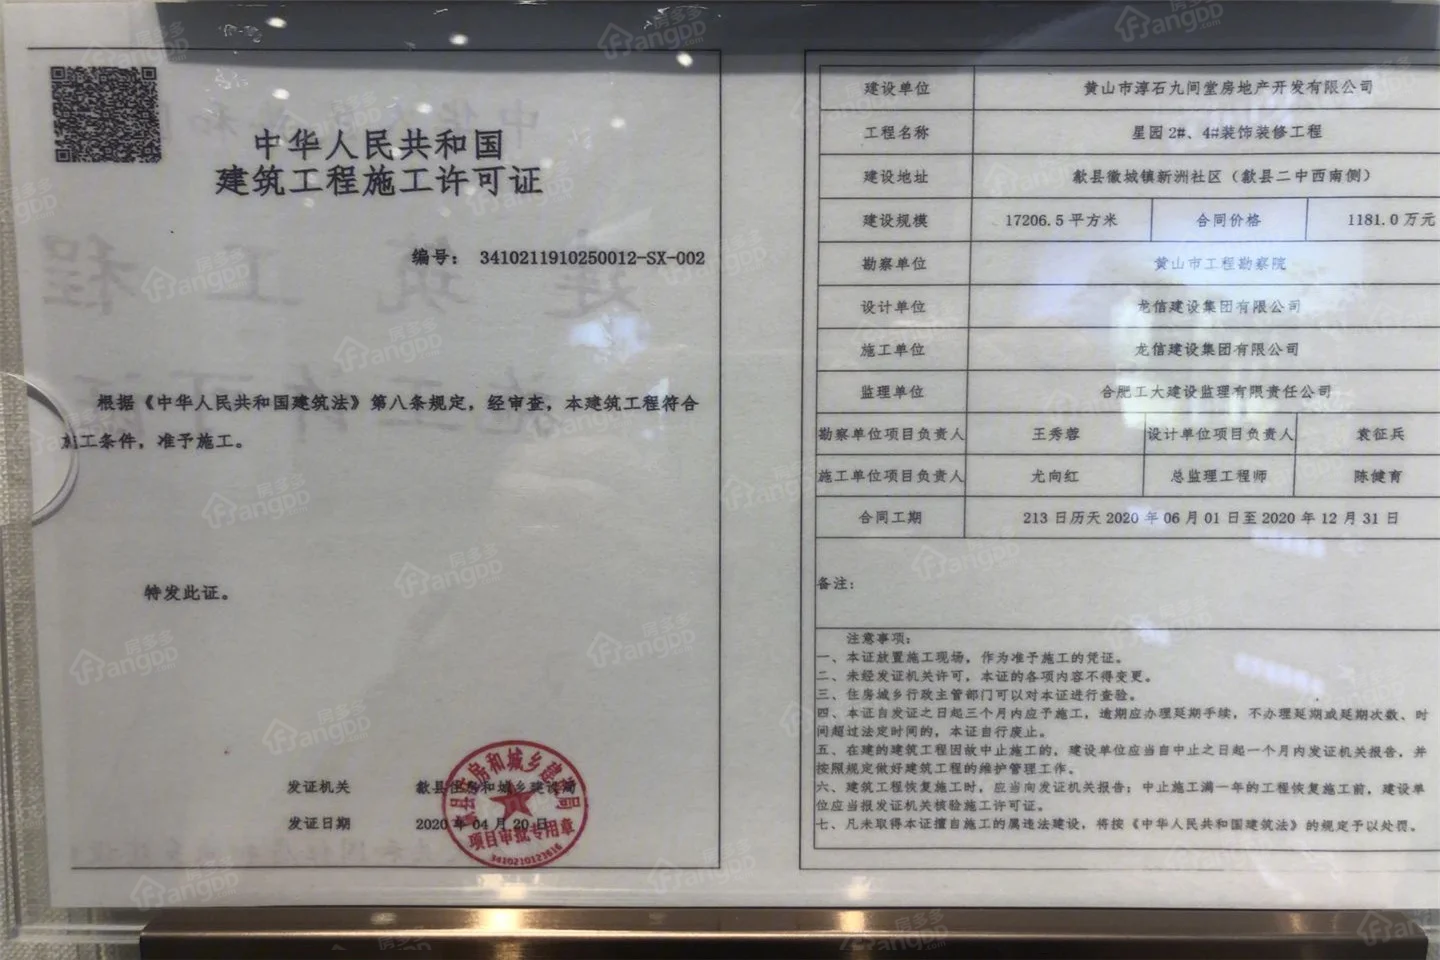 中华人民共和国
建筑工程施工许可证
编号： 3410211910250012-SX-002
根据《中华人民共和国建筑法》第八条规定，经审查，本建筑工程符合
施工条件，准予施工。
特发此证。
发证机关 歙县住房和城乡建设局
发证日期 2020年04月20日
项目审批专用章
3410210123616
建设单位 黄山市淳石九间堂房地产开发有限公司
工程名称 星园2#、4#装饰装修工程
建设地址 歙县徽城镇新洲社区（歙县二中西南侧）
建设规模 17206.5平方米 合同价格 1181.0万元
勘察单位 黄山市工程勘察院
设计单位 龙信建设集团有限公司
施工单位 龙信建设集团有限公司
监理单位 合肥工大建设监理有限责任公司
勘察单位项目负责人 王秀蓉 设计单位项目负责人 袁征兵
施工单位项目负责人 尤向红 总监理工程师 陈健育
合同工期 213日历天2020年06月01日至2020年12月31日
备注：
注意事项：
一、本证放置施工现场，作为准予施工的凭证。
二、未经发证机关许可，本证的各项内容不得变更。
三、住房城乡行政主管部门可以对本证进行查验。
四、本证自发证之日起三个月内应予施工，逾期应办理延期手续，不办理延期或延期次数、时
间超过法定时间的，本证自行废止。
五、在建的建筑工程因故中止施工的，建设单位应当自中止之日起一个月内发证机关报告，并
按照规定做好建筑工程的维护管理工作。
六、建筑工程恢复施工时，应当向发证机关报告；中止施工满一年的工程恢复施工前，建设单
位应当报发证机关核验施工许可证。
七、凡未取得本证擅自施工的属违法建设，将按《中华人民共和国建筑法》的规定予以处罚。
房多多
Fangdd.com